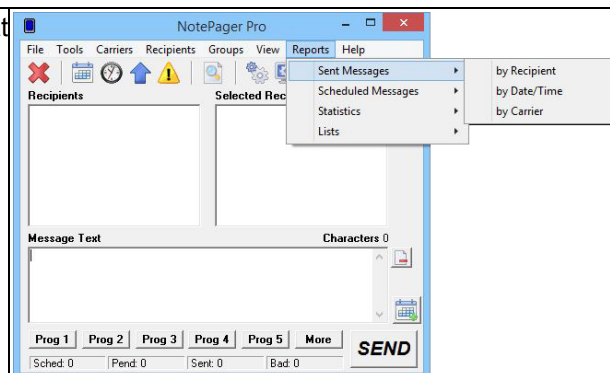 t
NotePager Pro
File Tools Carriers Recipients Groups View Reports Help
Sent Messages
by Recipient
Scheduled Messages
by Date/Time
Statistics
by Carrier
Lists
Recipients
Selected Rec
Message Text
Characters 0
Prog 1 Prog 2 Prog 3 Prog 4 Prog 5 More
SEND
Sched: 0 Pend: 0 Sent: 0 Bad: 0